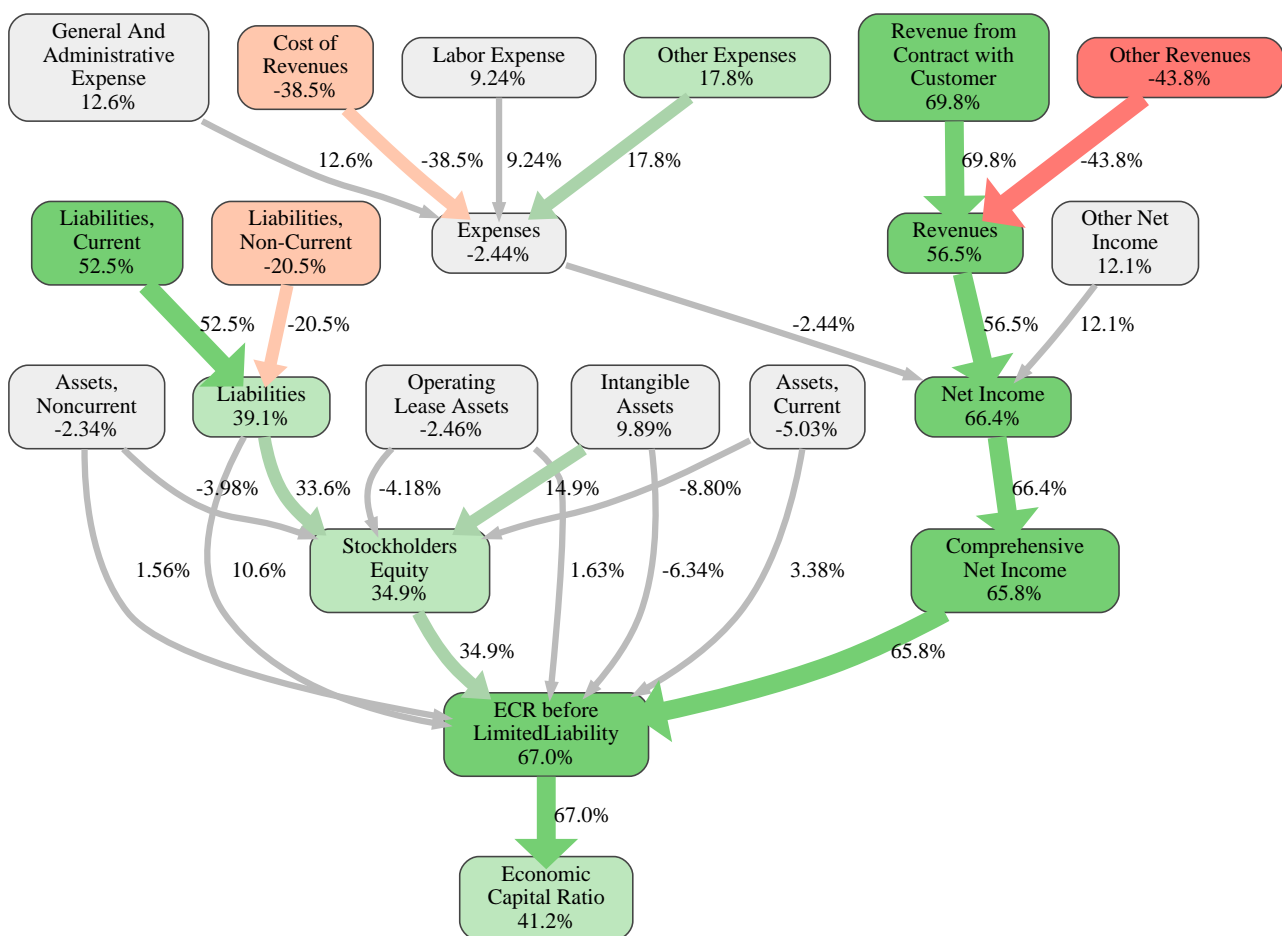 General And
Administrative
Expense
12.6%
Cost of
Revenues
-38.5%
Labor Expense
9.24%
Other Expenses
17.8%
Revenue from
Contract with
Customer
69.8%
Other Revenues
-43.8%
12.6%
-38.5%
9.24%
17.8%
69.8%
-43.8%
Liabilities,
Current
52.5%
Liabilities,
Non-Current
-20.5%
Expenses
-2.44%
Revenues
56.5%
Other Net
Income
12.1%
52.5%
-20.5%
-2.44%
56.5%
12.1%
Assets,
Noncurrent
-2.34%
Liabilities
39.1%
Operating
Lease Assets
-2.46%
Intangible
Assets
9.89%
Assets,
Current
-5.03%
Net Income
66.4%
-3.98%
33.6%
-4.18%
14.9%
-8.80%
66.4%
Stockholders
Equity
34.9%
Comprehensive
Net Income
65.8%
1.56%
10.6%
1.63%
-6.34%
3.38%
34.9%
65.8%
ECR before
LimitedLiability
67.0%
67.0%
Economic
Capital Ratio
41.2%